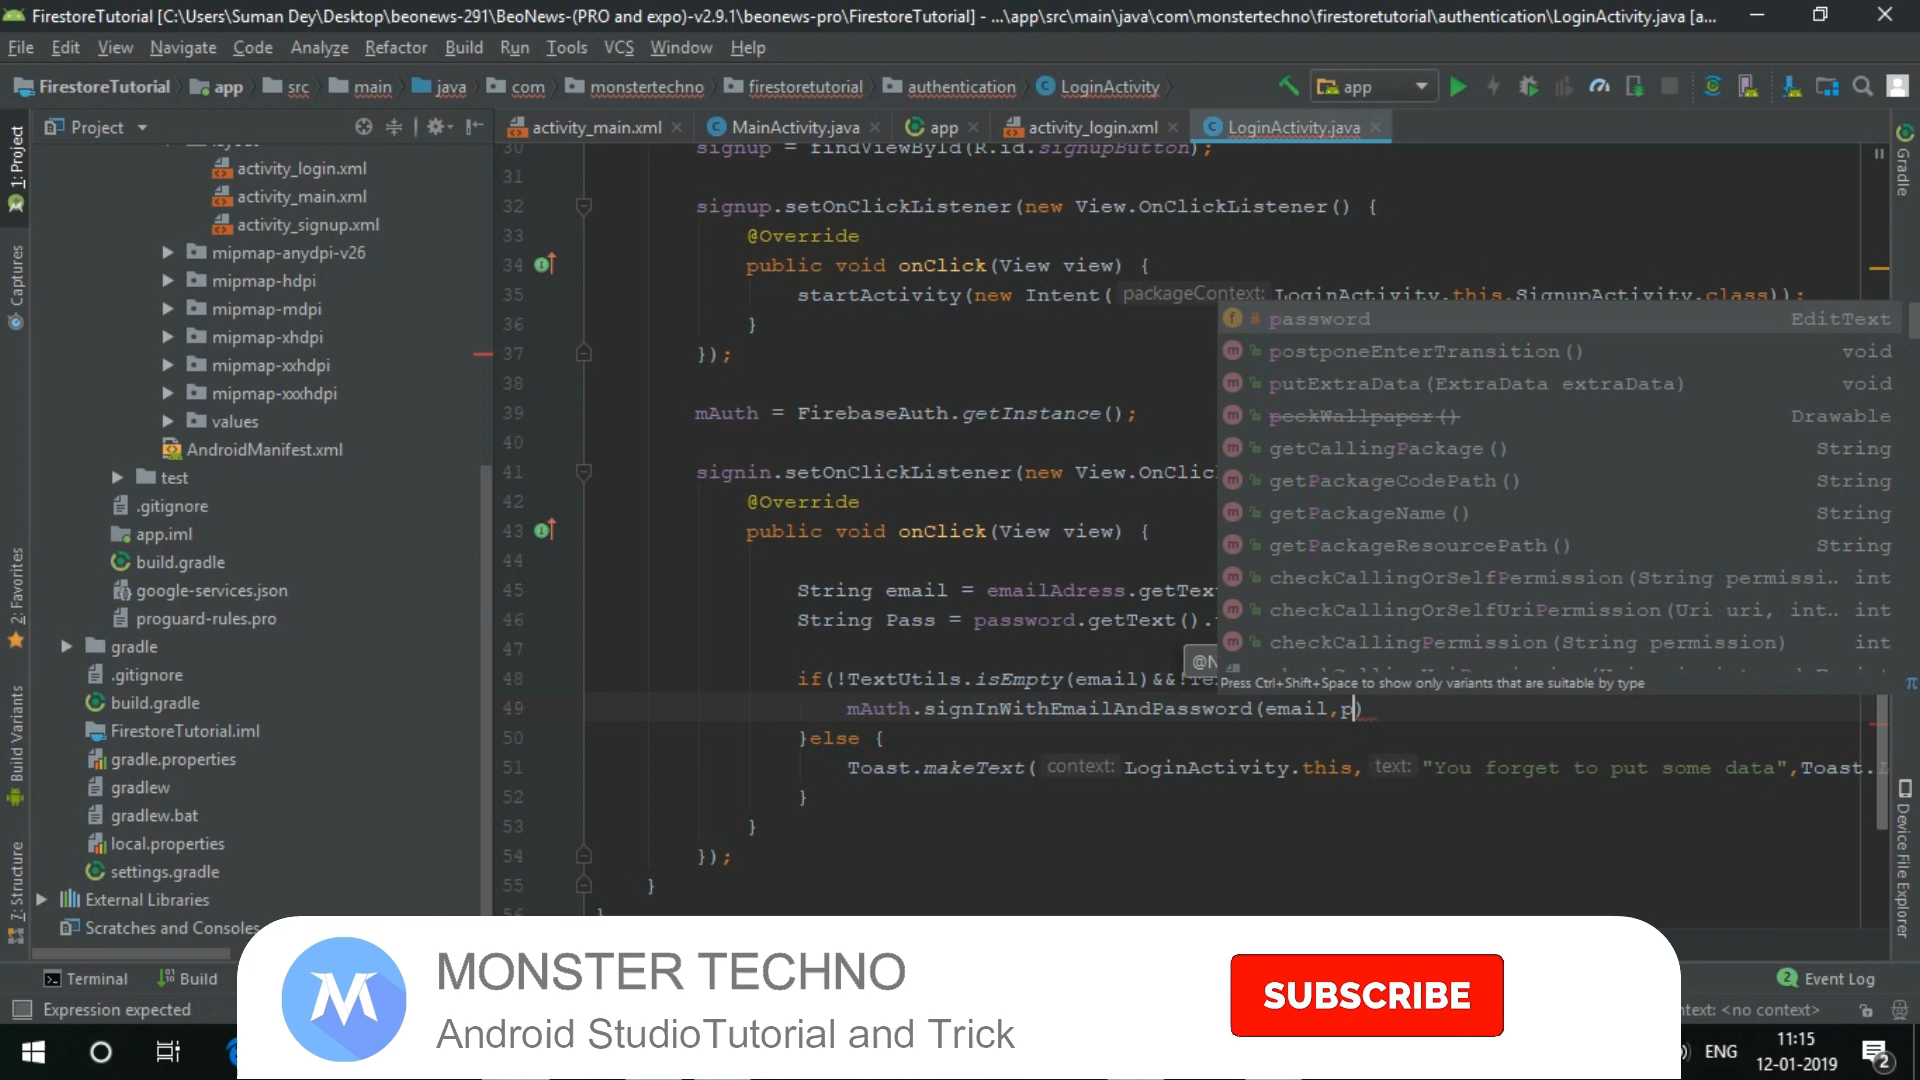 FirestoreTutorial [C:\Users\Suman Dey\Desktop\beonews-291\BeoNews-(PRO and expo)-v2.9.1\beonews-pro\FirestoreTutorial] - ...\app\src\main\java\com\monstertechno\firestoretutorial\authentication\LoginActivity.java [a...
File Edit View Navigate Code Analyze Refactor Build Run Tools VCS Window Help
FirestoreTutorial app src main java com monstertechno firestoretutorial authentication LoginActivity app
Project activity_main.xml MainActivity.java app activity_login.xml LoginActivity.java
1: Project
Captures
2: Favorites
Build Variants
7: Structure
activity_login.xml
activity_main.xml
activity_signup.xml
mipmap-anydpi-v26
mipmap-hdpi
mipmap-mdpi
mipmap-xhdpi
mipmap-xxhdpi
mipmap-xxxhdpi
values
AndroidManifest.xml
test
.gitignore
app.iml
build.gradle
google-services.json
proguard-rules.pro
gradle
.gitignore
build.gradle
FirestoreTutorial.iml
gradle.properties
gradlew
gradlew.bat
local.properties
settings.gradle
External Libraries
Scratches and Consoles
30 signup = findViewById(R.id.signupButton);
31
32 signup.setOnClickListener(new View.OnClickListener() {
33 @Override
34 public void onClick(View view) {
35 startActivity(new Intent( packageContext: LoginActivity.this,SignupActivity.class));
36 }
37 });
38
39 mAuth = FirebaseAuth.getInstance();
40
41 signin.setOnClickListener(new View.OnClic
42 @Override
43 public void onClick(View view) {
44
45 String email = emailAdress.getTex
46 String Pass = password.getText().
47
@N
48 if(!TextUtils.isEmpty(email)&&!Te
49 mAuth.signInWithEmailAndPassword(email,p)
50 }else {
51 Toast.makeText( context: LoginActivity.this, text: "You forget to put some data",Toast.L
52 }
53 }
54 });
55 }
password EditText
postponeEnterTransition() void
putExtraData(ExtraData extraData) void
peekWallpaper() Drawable
getCallingPackage() String
getPackageCodePath() String
getPackageName() String
getPackageResourcePath() String
checkCallingOrSelfPermission(String permissi.. int
checkCallingOrSelfUriPermission(Uri uri, int.. int
checkCallingPermission(String permission) int
Press Ctrl+Shift+Space to show only variants that are suitable by type
Gradle
Device File Explorer
Terminal Build 2 Event Log
Expression expected
text: <no context>
MONSTER TECHNO
Android StudioTutorial and Trick
SUBSCRIBE
ENG 11:15
12-01-2019
2